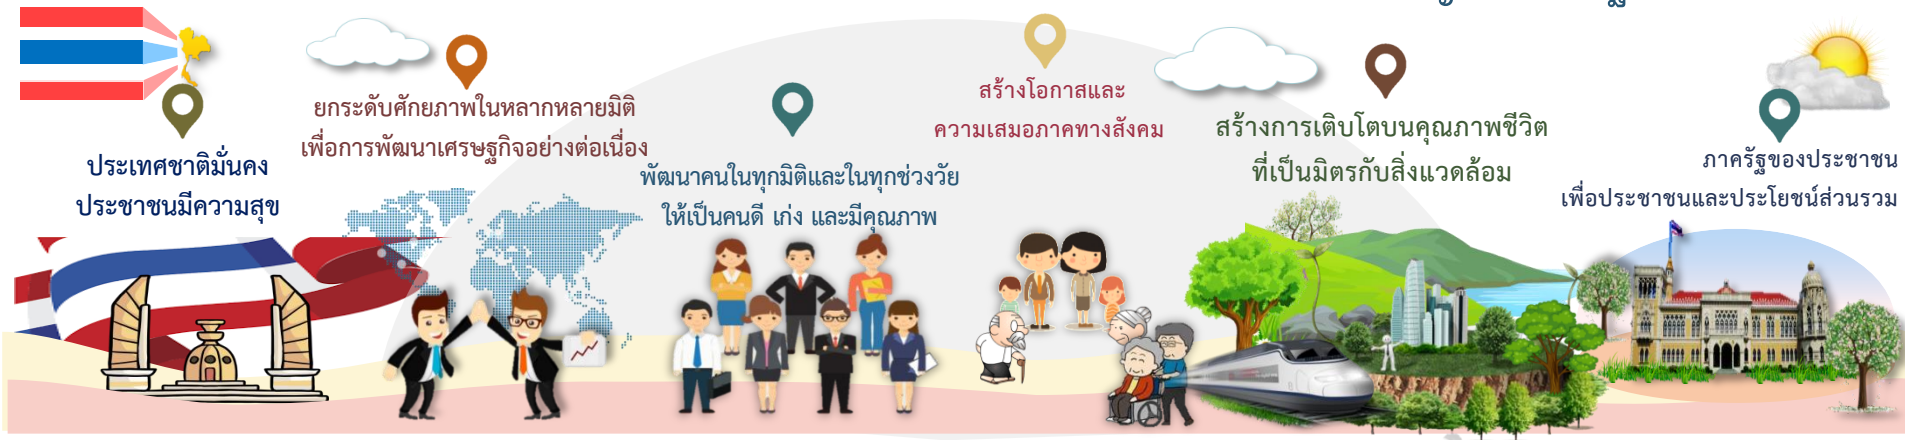 ประเทศชาติมั่นคง
ประชาชนมีความสุข
ยกระดับศักยภาพในหลากหลายมิติ
เพื่อการพัฒนาเศรษฐกิจอย่างต่อเนื่อง
พัฒนาคนในทุกมิติและในทุกช่วงวัย
ให้เป็นคนดี เก่ง และมีคุณภาพ
สร้างโอกาสและ
ความเสมอภาคทางสังคม
สร้างการเติบโตบนคุณภาพชีวิต
ที่เป็นมิตรกับสิ่งแวดล้อม
ภาครัฐของประชาชน
เพื่อประชาชนและประโยชน์ส่วนรวม